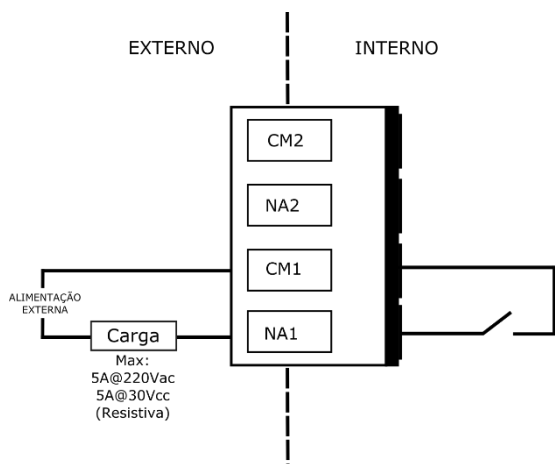 EXTERNO
INTERNO
CM2
NA2
CM1
NA1
ALIMENTAÇÃO
EXTERNA
Carga
Max:
5A@220Vac
5A@30Vcc
(Resistiva)